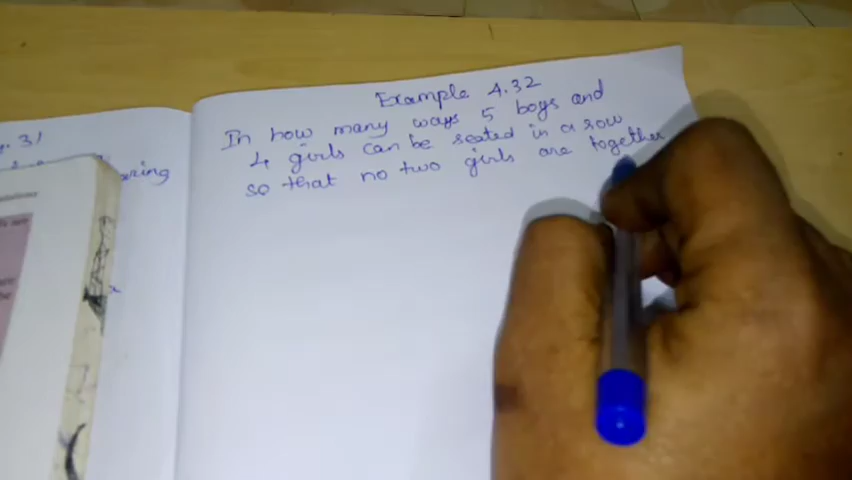 Example 4.32
In how many ways 5 boys and
4 girls can be seated in a row
so that no two girls are together
31